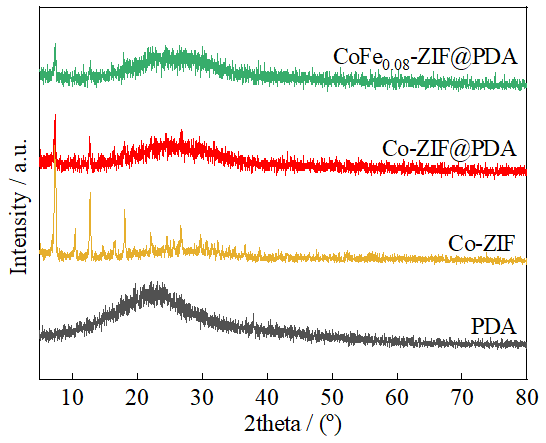 CoFe0.08-ZIF@PDA
Co-ZIF@PDA
Co-ZIF
PDA
Intensity / a.u.
10 20 30 40 50 60 70 80
2theta / (°)